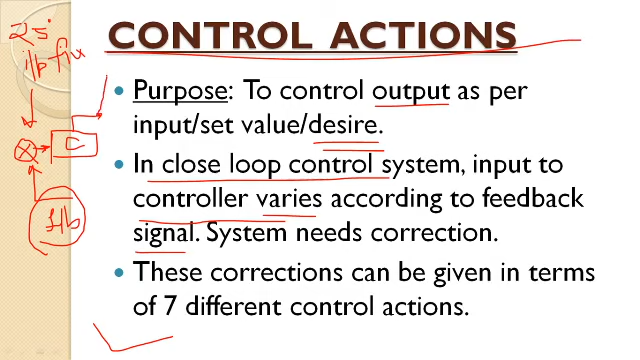 CONTROL ACTIONS
25°
i/p fix
• Purpose: To control output as per
input/set value/desire.
C
• In close loop control system, input to
controller varies according to feedback
signal. System needs correction.
f/b
• These corrections can be given in terms
of 7 different control actions.